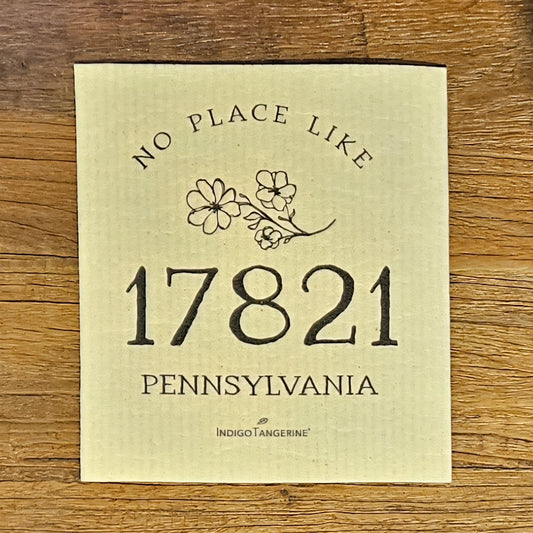 NO PLACE LIKE
17821
PENNSYLVANIA
INDIGOTANGERINE®